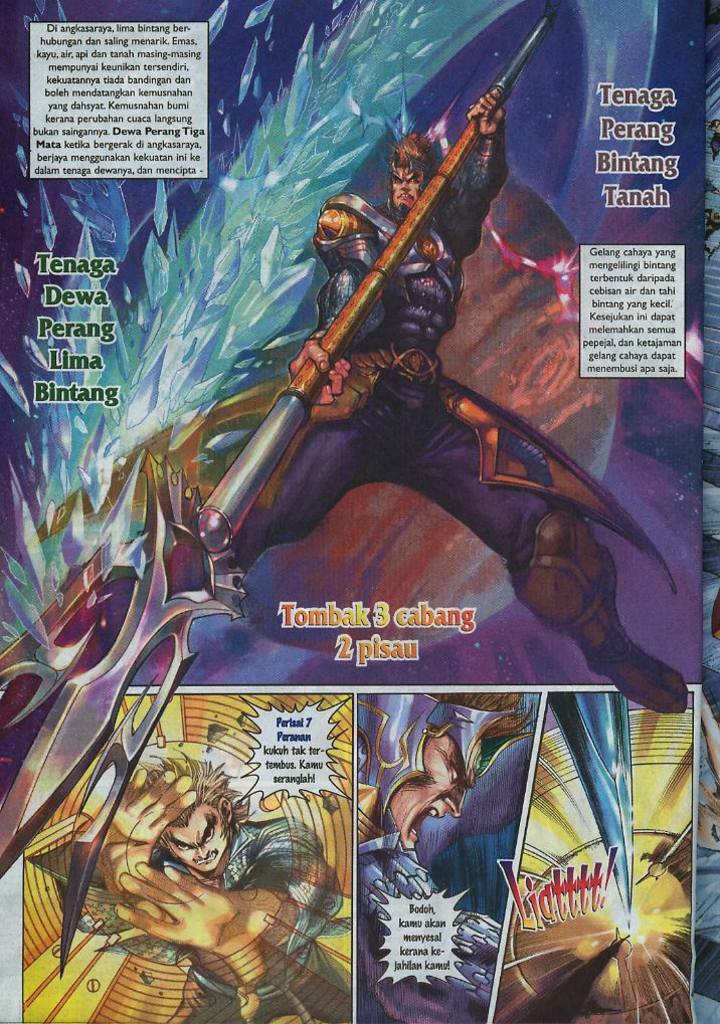 Di angkasaraya, lima bintang ber-
hubungan dan saling menarik. Emas,
kayu, air, api dan tanah masing-masing
mempunyai keunikan tersendiri,
kekuatannya tiada bandingan dan
boleh mendatangkan kemusnahan
yang dahsyat. Kemusnahan bumi
kerana perubahan cuaca langsung
bukan saingannya. Dewa Perang Tiga
Mata ketika bergerak di angkasaraya,
berjaya menggunakan kekuatan ini ke
dalam tenaga dewanya, dan mencipta -
Tenaga
Perang
Bintang
Tanah
Tenaga
Dewa
Perang
Lima
Bintang
Gelang cahaya yang
mengelilingi bintang
terbentuk daripada
cebisan air dan tahi
bintang yang kecil.
Kesejukan ini dapat
melemahkan semua
pepejal, dan ketajaman
gelang cahaya dapat
menembusi apa saja.
Tombak 3 cabang
2 pisau
Perisai 7
Peranan
kukuh tak ter-
tembus. Kamu
seranglah!
Bodoh,
kamu akan
menyesal
kerana ke-
jahilan kamu!
Liatttt!